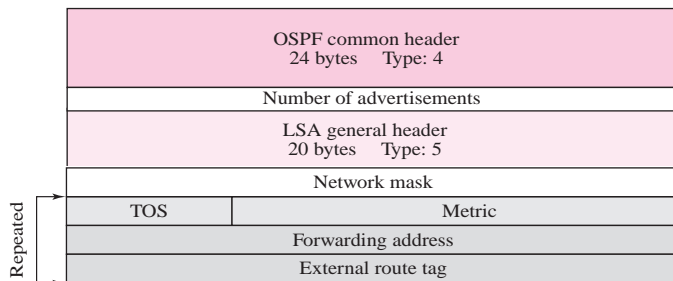 OSPF common header
24 bytes Type: 4
Number of advertisements
LSA general header
20 bytes Type: 5
Network mask
Repeated
TOS Metric
Forwarding address
External route tag